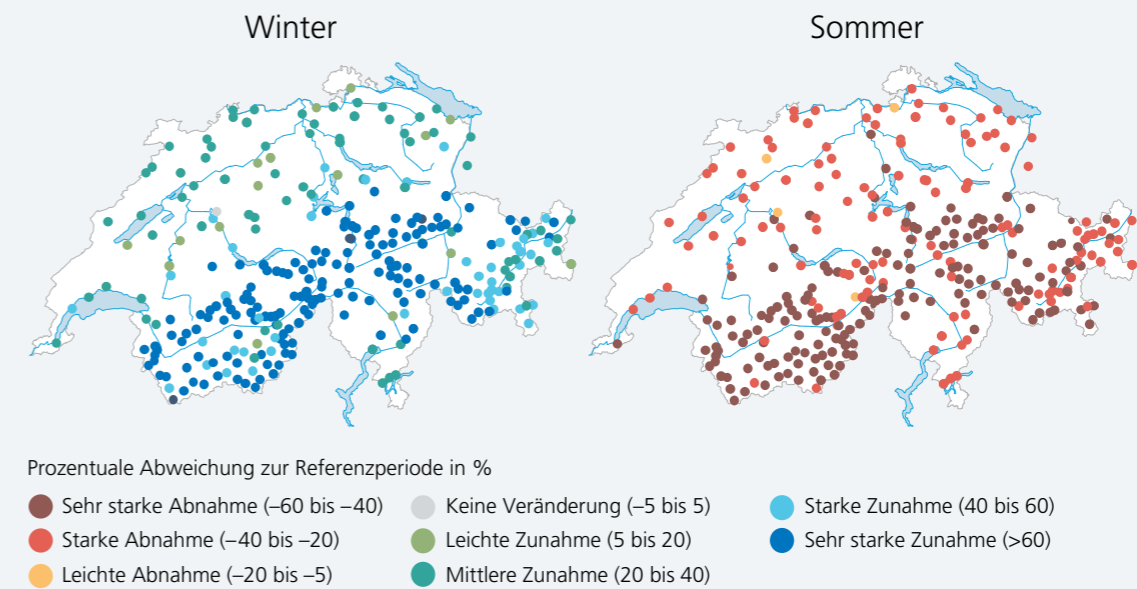 Winter
Sommer
Prozentuale Abweichung zur Referenzperiode in %
Sehr starke Abnahme (–60 bis –40)
Starke Abnahme (–40 bis –20)
Leichte Abnahme (–20 bis –5)
Keine Veränderung (–5 bis 5)
Leichte Zunahme (5 bis 20)
Mittlere Zunahme (20 bis 40)
Starke Zunahme (40 bis 60)
Sehr starke Zunahme (>60)